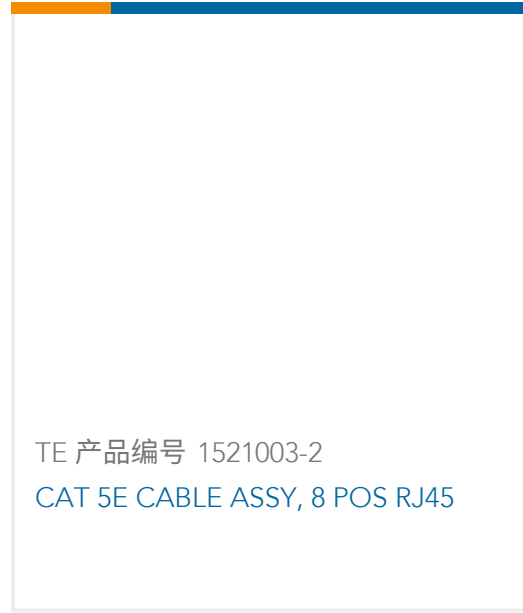 TE 产品编号 1521003-2
CAT 5E CABLE ASSY, 8 POS RJ45